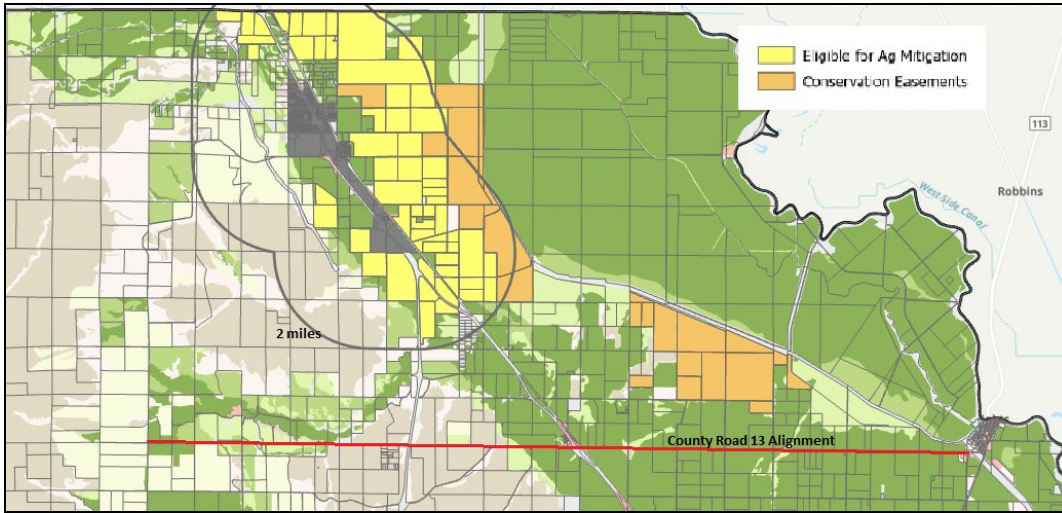 Eligible for Ag Mitigation
Conservation Easements
113
Robbins
West Side Canal
2 miles
County Road 13 Alignment